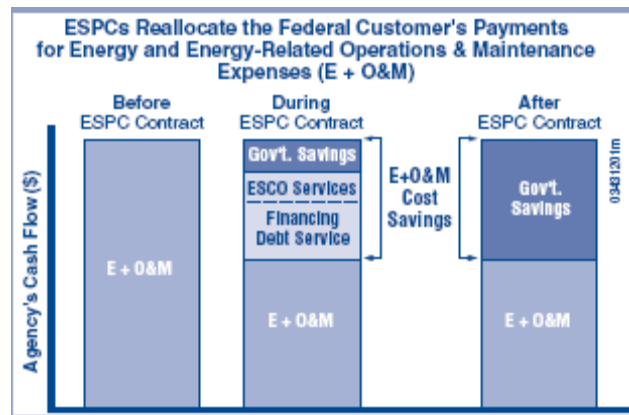 ESPCs Reallocate the Federal Customer's Payments
for Energy and Energy-Related Operations & Maintenance
Expenses (E + O&M)
Before
ESPC Contract
During
ESPC Contract
After
ESPC Contract
Agency's Cash Flow ($)
E + O&M
Gov't. Savings
ESCO Services
Financing
Debt Service
E + O&M
E+O&M
Cost
Savings
Gov't.
Savings
E + O&M
03431201m